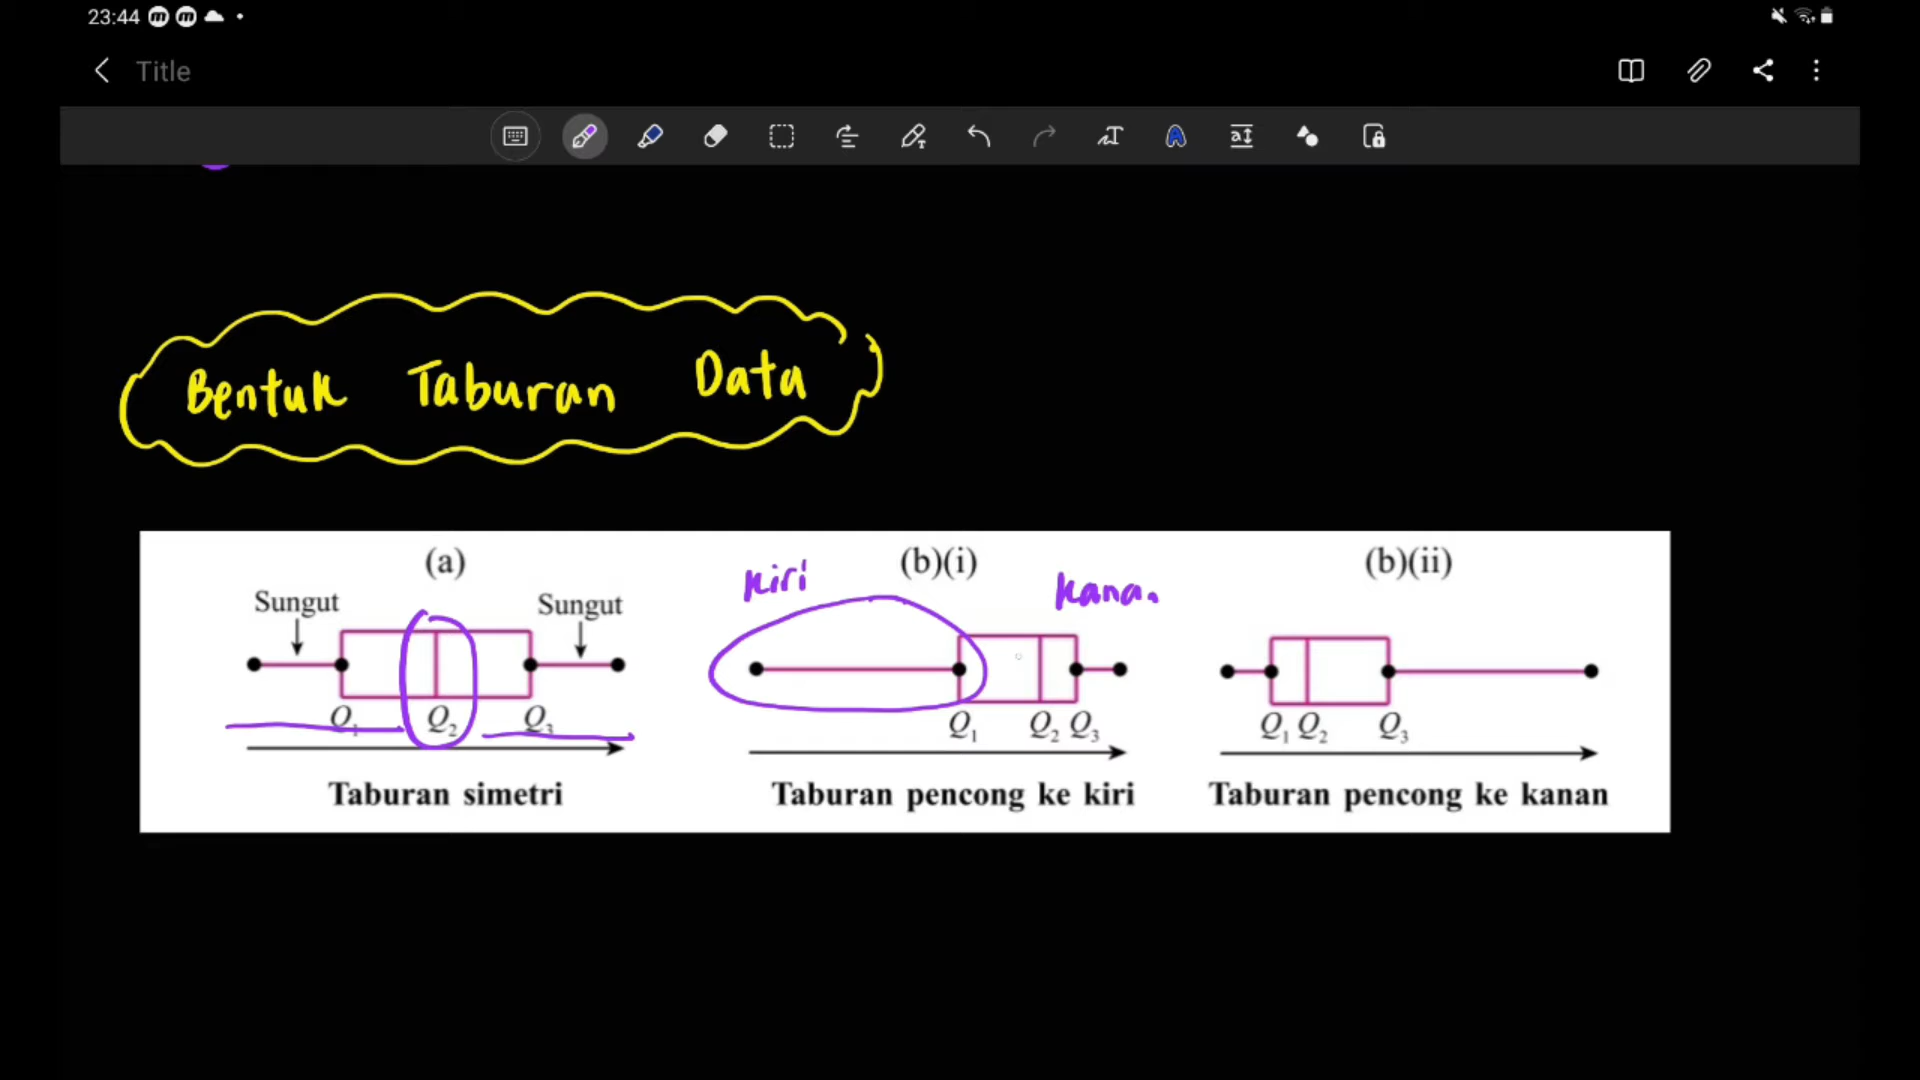 23:44
Title
Bentuk Taburan Data
(a)
(b)(i)
(b)(ii)
kiri
kana.
Sungut
Sungut
Q1
Q2
Q3
Q1
Q2
Q3
Q1
Q2
Q3
Taburan simetri
Taburan pencong ke kiri
Taburan pencong ke kanan